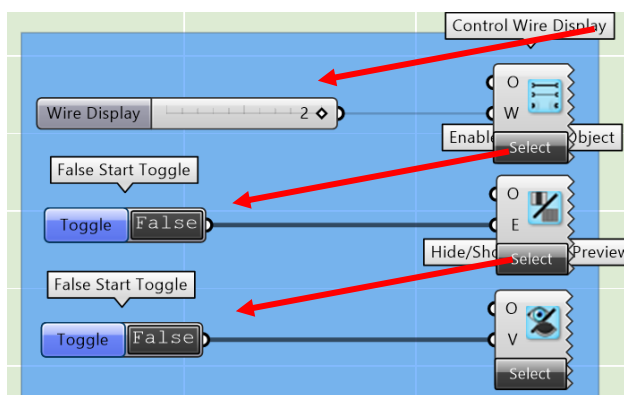 Control Wire Display
O
Wire Display 2
W
Enable bject
Select
False Start Toggle
O
Toggle False
E
Hide/Sho Preview
Select
False Start Toggle
O
Toggle False
V
Select